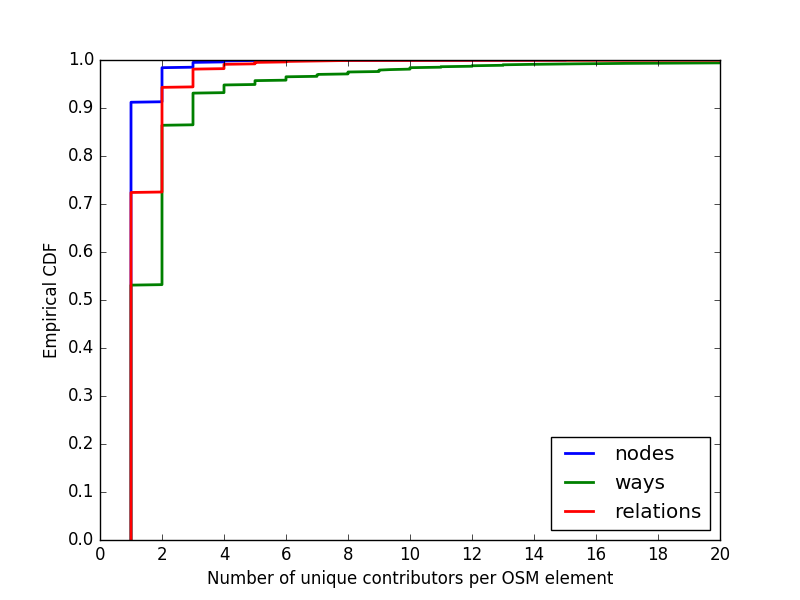 1.0
0.9
0.8
0.7
0.6
0.5
0.4
0.3
0.2
0.1
0.0
Empirical CDF
0 2 4 6 8 10 12 14 16 18 20
Number of unique contributors per OSM element
nodes
ways
relations